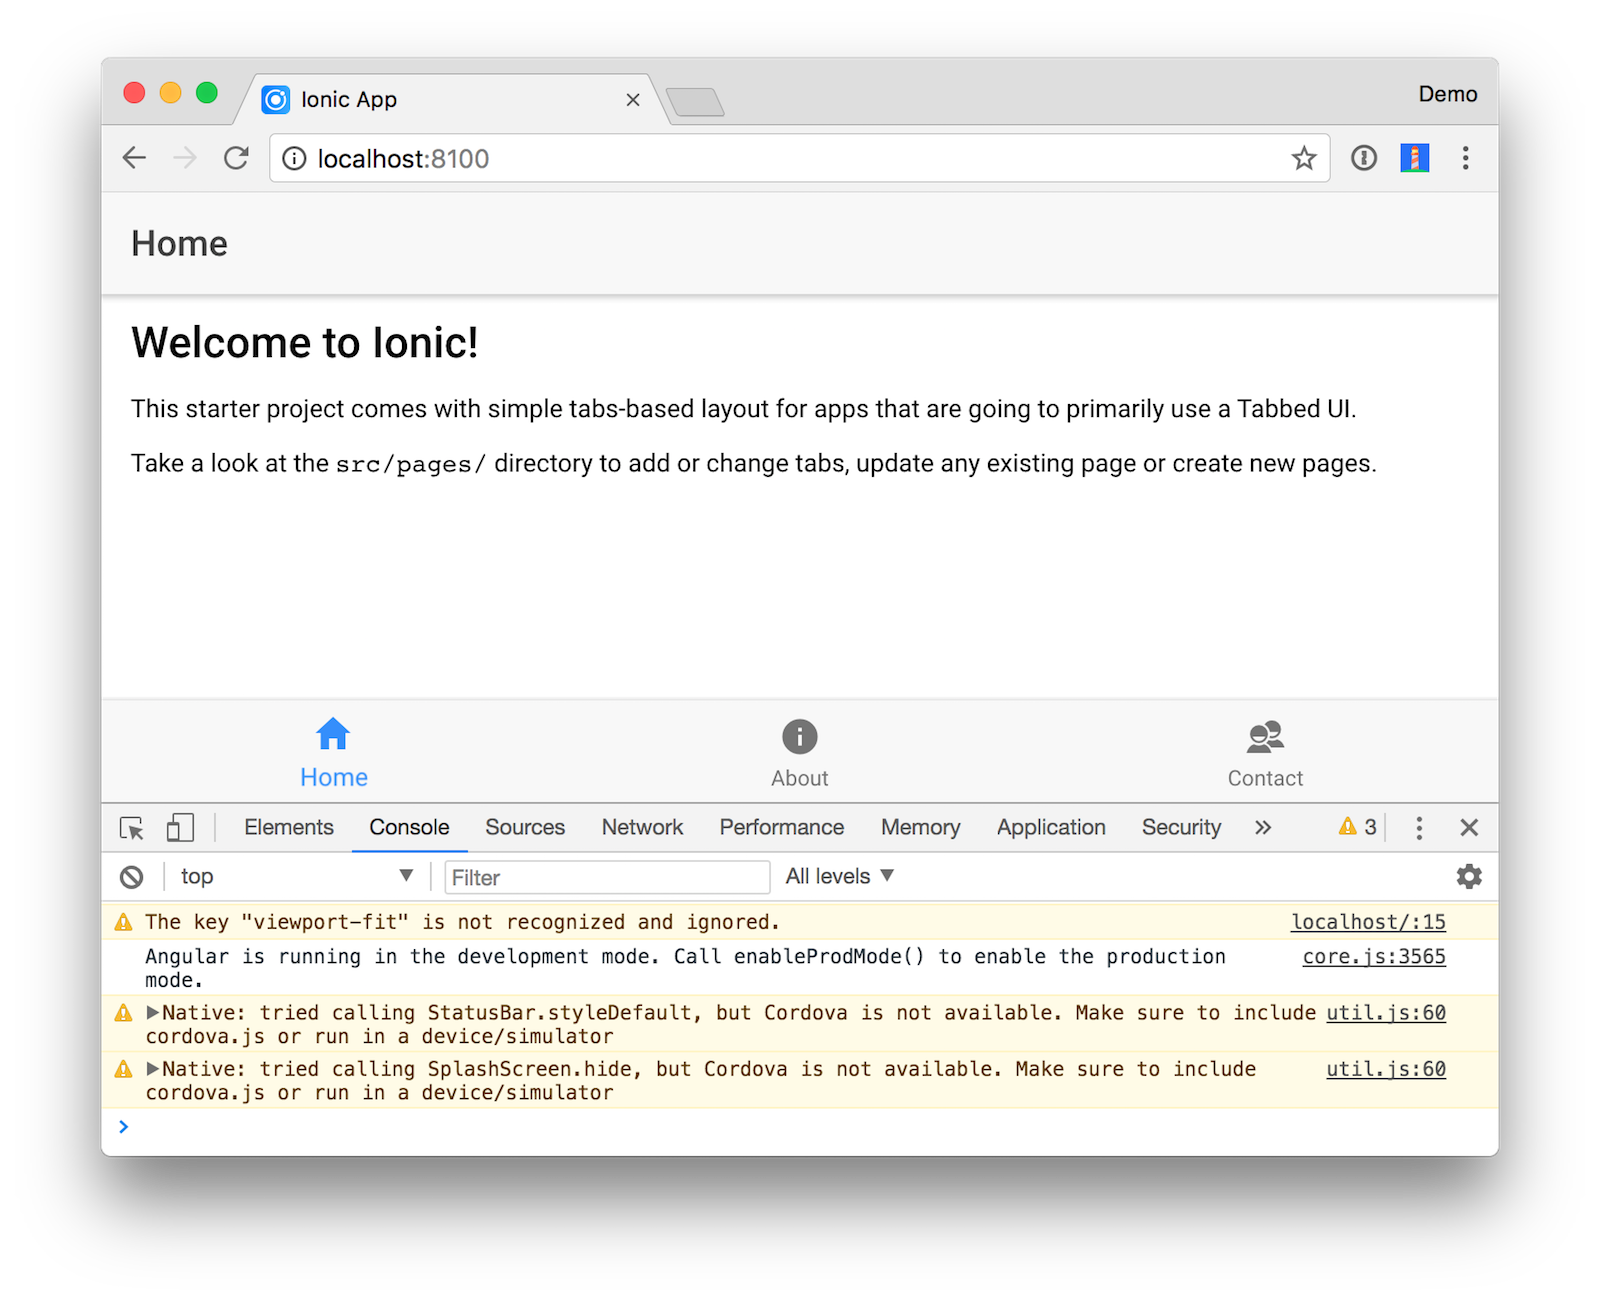 Ionic App
Demo
localhost:8100
Home
Welcome to Ionic!
This starter project comes with simple tabs-based layout for apps that are going to primarily use a Tabbed UI.
Take a look at the src/pages/ directory to add or change tabs, update any existing page or create new pages.
Home
About
Contact
Elements Console Sources Network Performance Memory Application Security » 3
top Filter All levels
The key "viewport-fit" is not recognized and ignored. localhost/:15
Angular is running in the development mode. Call enableProdMode() to enable the production core.js:3565
mode.
Native: tried calling StatusBar.styleDefault, but Cordova is not available. Make sure to include util.js:60
cordova.js or run in a device/simulator
Native: tried calling SplashScreen.hide, but Cordova is not available. Make sure to include util.js:60
cordova.js or run in a device/simulator